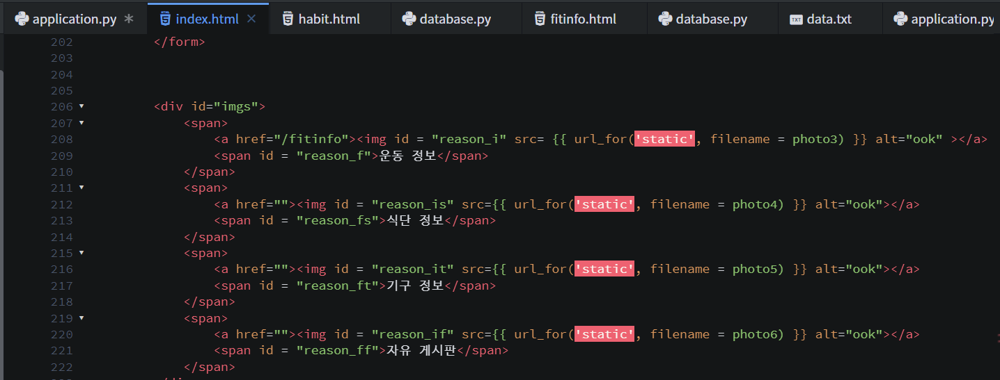 application.py * index.html × habit.html database.py fitinfo.html database.py data.txt application.py
202 </form>
203
204
205
206 <div id="imgs">
207 <span>
208 <a href="/fitinfo"><img id = "reason_i" src= {{ url_for('static', filename = photo3) }} alt="ook" ></a>
209 <span id = "reason_f">운동 정보</span>
210 </span>
211 <span>
212 <a href=""><img id = "reason_is" src={{ url_for('static', filename = photo4) }} alt="ook"></a>
213 <span id = "reason_fs">식단 정보</span>
214 </span>
215 <span>
216 <a href=""><img id = "reason_it" src={{ url_for('static', filename = photo5) }} alt="ook"></a>
217 <span id = "reason_ft">기구 정보</span>
218 </span>
219 <span>
220 <a href=""><img id = "reason_if" src={{ url_for('static', filename = photo6) }} alt="ook"></a>
221 <span id = "reason_ff">자유 게시판</span>
222 </span>